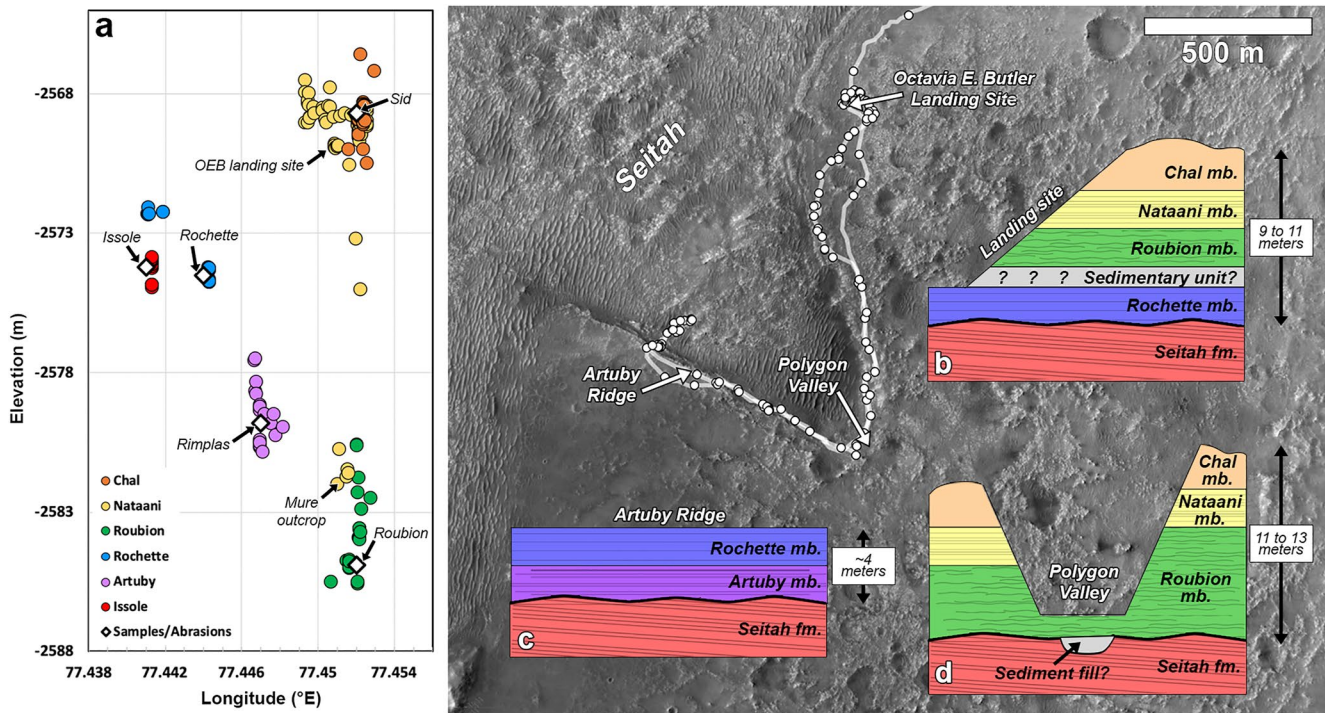 a
Elevation (m)
-2568
-2573
-2578
-2583
-2588
77.438
77.442
77.446
77.45
77.454
Longitude (°E)
Sid
OEB landing site
Issole
Rochette
Rimplas
Mure
outcrop
Roubion
Chal
Nataani
Roubion
Rochette
Artuby
Issole
Samples/Abrasions
500 m
Octavia E. Butler
Landing Site
Seitah
Artuby
Ridge
Polygon
Valley
Landing site
Chal mb.
Nataani mb.
Roubion mb.
? ? ? Sedimentary unit?
Rochette mb.
Seitah fm.
9 to 11
meters
b
Artuby Ridge
Rochette mb.
Artuby mb.
Seitah fm.
~4
meters
c
Chal
mb.
Nataani
mb.
Roubion
mb.
Polygon
Valley
Seitah fm.
Sediment fill?
11 to 13
meters
d